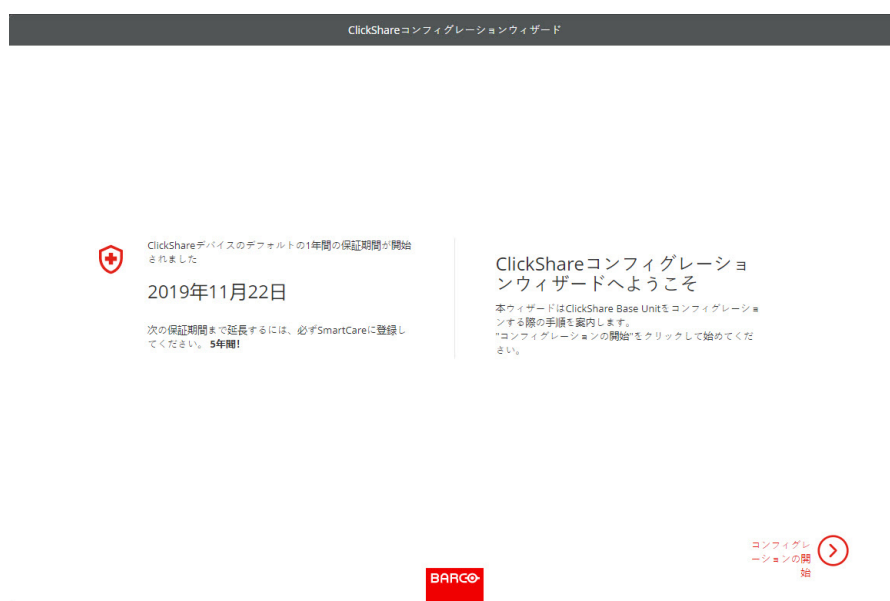 ClickShareコンフィグレーションウィザード
ClickShareデバイスのデフォルトの1年間の保証期間が開始
されました
2019年11月22日
次の保証期間まで延長するには、必ずSmartCareに登録し
てください。 5年間!
ClickShareコンフィグレーショ
ンウィザードへようこそ
本ウィザードはClickShare Base Unitをコンフィグレーショ
ンする際の手順を案内します。
"コンフィグレーションの開始"をクリックして始めてくだ
さい。
コンフィグレ
ーションの開
始
BARCO